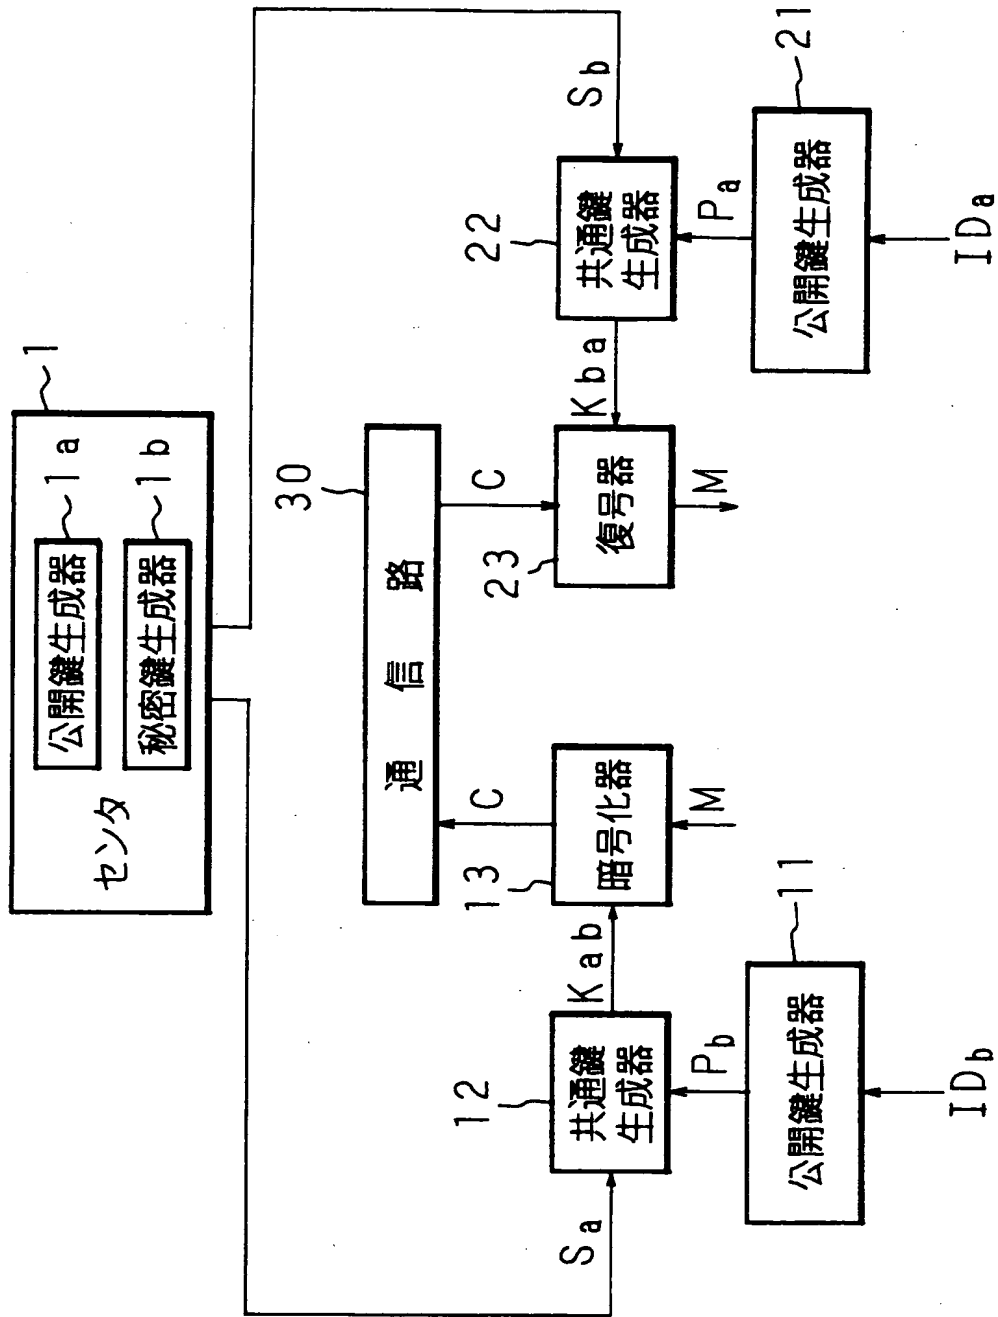 1
センタ
公開鍵生成器
1a
秘密鍵生成器
1b
30
通信路
C
C
12
13
22
23
Sa
共通鍵
生成器
Kab
暗号化器
復号器
Kba
共通鍵
生成器
Sb
Pb
M
M
Pa
11
21
公開鍵生成器
公開鍵生成器
IDb
IDa